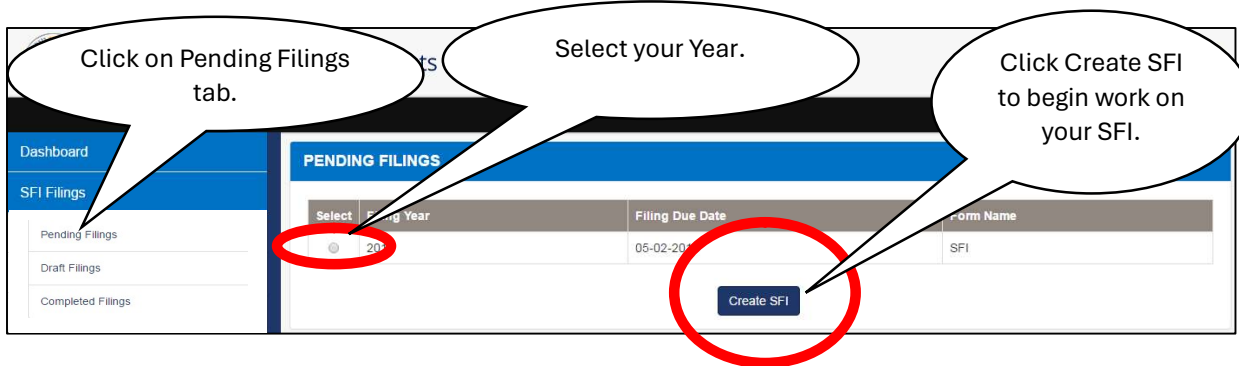 Click on Pending Filings
tab.
Select your Year.
Click Create SFI
to begin work on
your SFI.
Dashboard
SFI Filings
Pending Filings
Draft Filings
Completed Filings
PENDING FILINGS
Select Year Filing Due Date Form Name
05-02- SFI
Create SFI